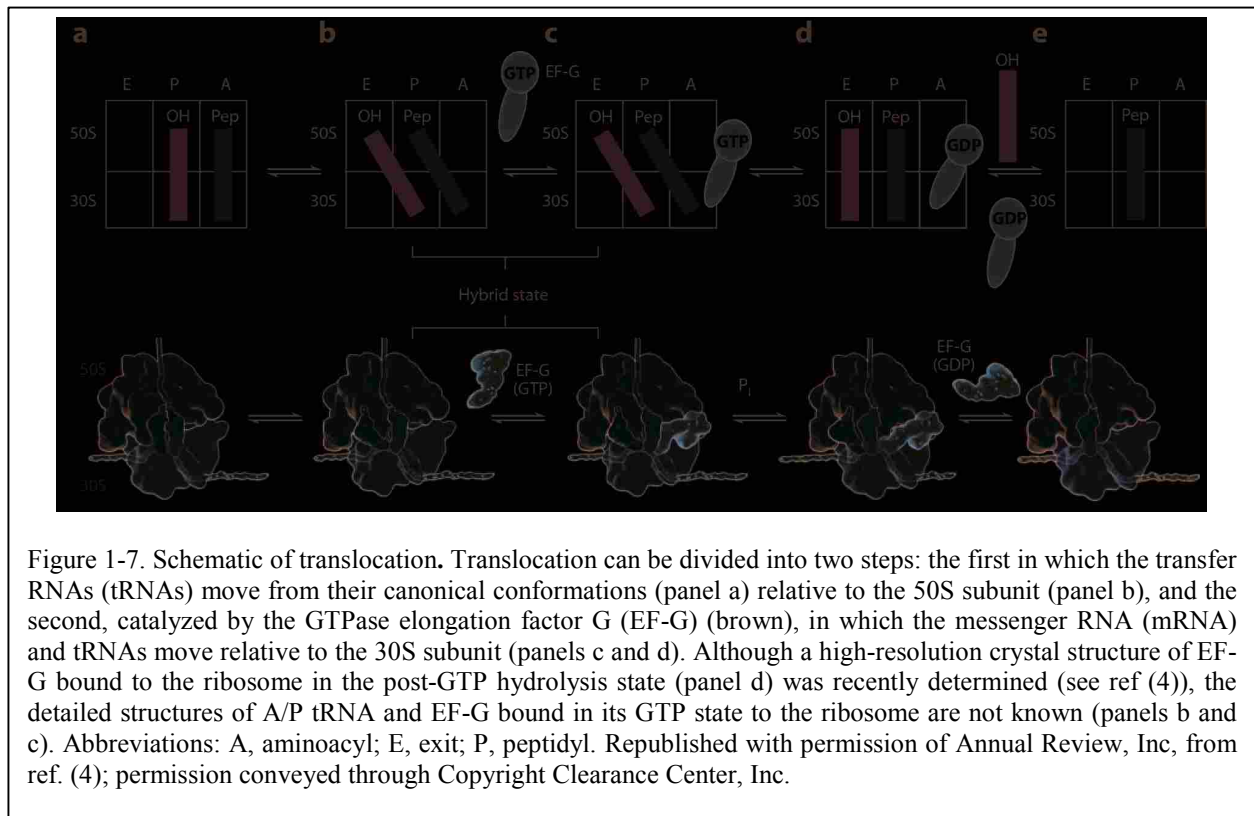 a b c d e
E P A
50S
30S
OH Pep
E P A
50S
30S
OH Pep
GTP EF-G
E P A
50S
30S
OH Pep
GTP
E P A
50S
30S
OH Pep
GDP
OH
GDP
E P A
50S
30S
Pep
Hybrid state
50S
30S
EF-G
(GTP)
Pi
EF-G
(GDP)
Figure 1-7. Schematic of translocation. Translocation can be divided into two steps: the first in which the transfer
RNAs (tRNAs) move from their canonical conformations (panel a) relative to the 50S subunit (panel b), and the
second, catalyzed by the GTPase elongation factor G (EF-G) (brown), in which the messenger RNA (mRNA)
and tRNAs move relative to the 30S subunit (panels c and d). Although a high-resolution crystal structure of EF-
G bound to the ribosome in the post-GTP hydrolysis state (panel d) was recently determined (see ref (4)), the
detailed structures of A/P tRNA and EF-G bound in its GTP state to the ribosome are not known (panels b and
c). Abbreviations: A, aminoacyl; E, exit; P, peptidyl. Republished with permission of Annual Review, Inc, from
ref. (4); permission conveyed through Copyright Clearance Center, Inc.